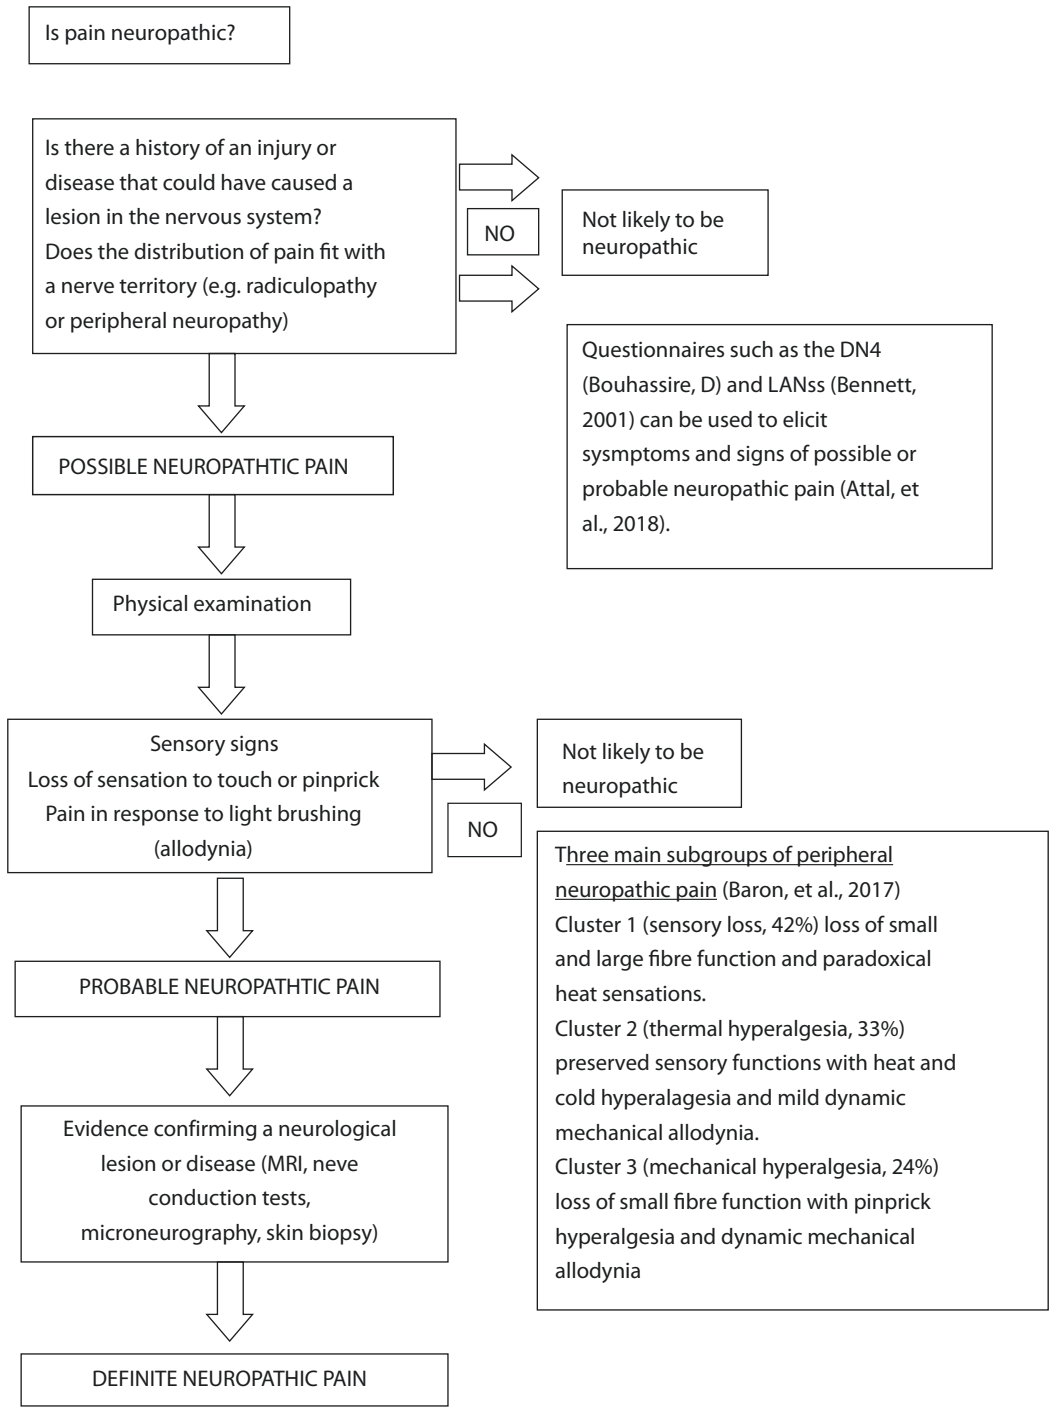 Is pain neuropathic?
Is there a history of an injury or
disease that could have caused a
lesion in the nervous system?
Does the distribution of pain fit with
a nerve territory (e.g. radiculopathy
or peripheral neuropathy)
NO
Not likely to be
neuropathic
Questionnaires such as the DN4
(Bouhassire, D) and LANss (Bennett,
2001) can be used to elicit
sysmptoms and signs of possible or
probable neuropathic pain (Attal, et
al., 2018).
POSSIBLE NEUROPATHTIC PAIN
Physical examination
Sensory signs
Loss of sensation to touch or pinprick
Pain in response to light brushing
(allodynia)
NO
Not likely to be
neuropathic
Three main subgroups of peripheral
neuropathic pain (Baron, et al., 2017)
Cluster 1 (sensory loss, 42%) loss of small
and large fibre function and paradoxical
heat sensations.
Cluster 2 (thermal hyperalgesia, 33%)
preserved sensory functions with heat and
cold hyperalagesia and mild dynamic
mechanical allodynia.
Cluster 3 (mechanical hyperalgesia, 24%)
loss of small fibre function with pinprick
hyperalgesia and dynamic mechanical
allodynia
PROBABLE NEUROPATHTIC PAIN
Evidence confirming a neurological
lesion or disease (MRI, neve
conduction tests,
microneurography, skin biopsy)
DEFINITE NEUROPATHIC PAIN